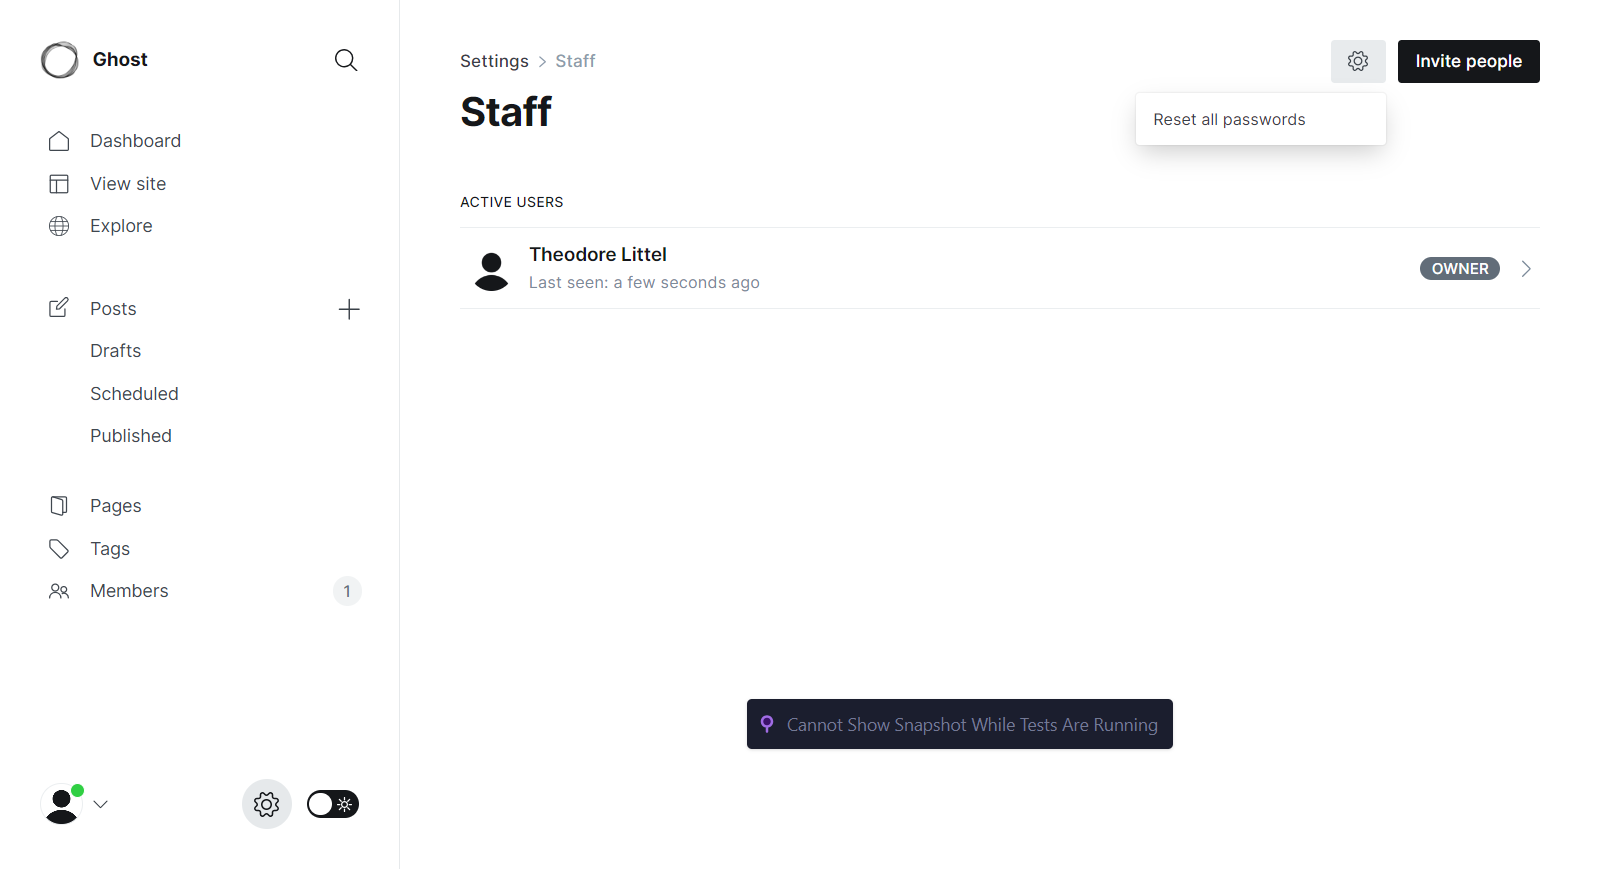 Ghost
Dashboard
View site
Explore
Posts
Drafts
Scheduled
Published
Pages
Tags
Members
1
Settings > Staff
Invite people
Staff
Reset all passwords
ACTIVE USERS
Theodore Littel
Last seen: a few seconds ago
OWNER
Cannot Show Snapshot While Tests Are Running